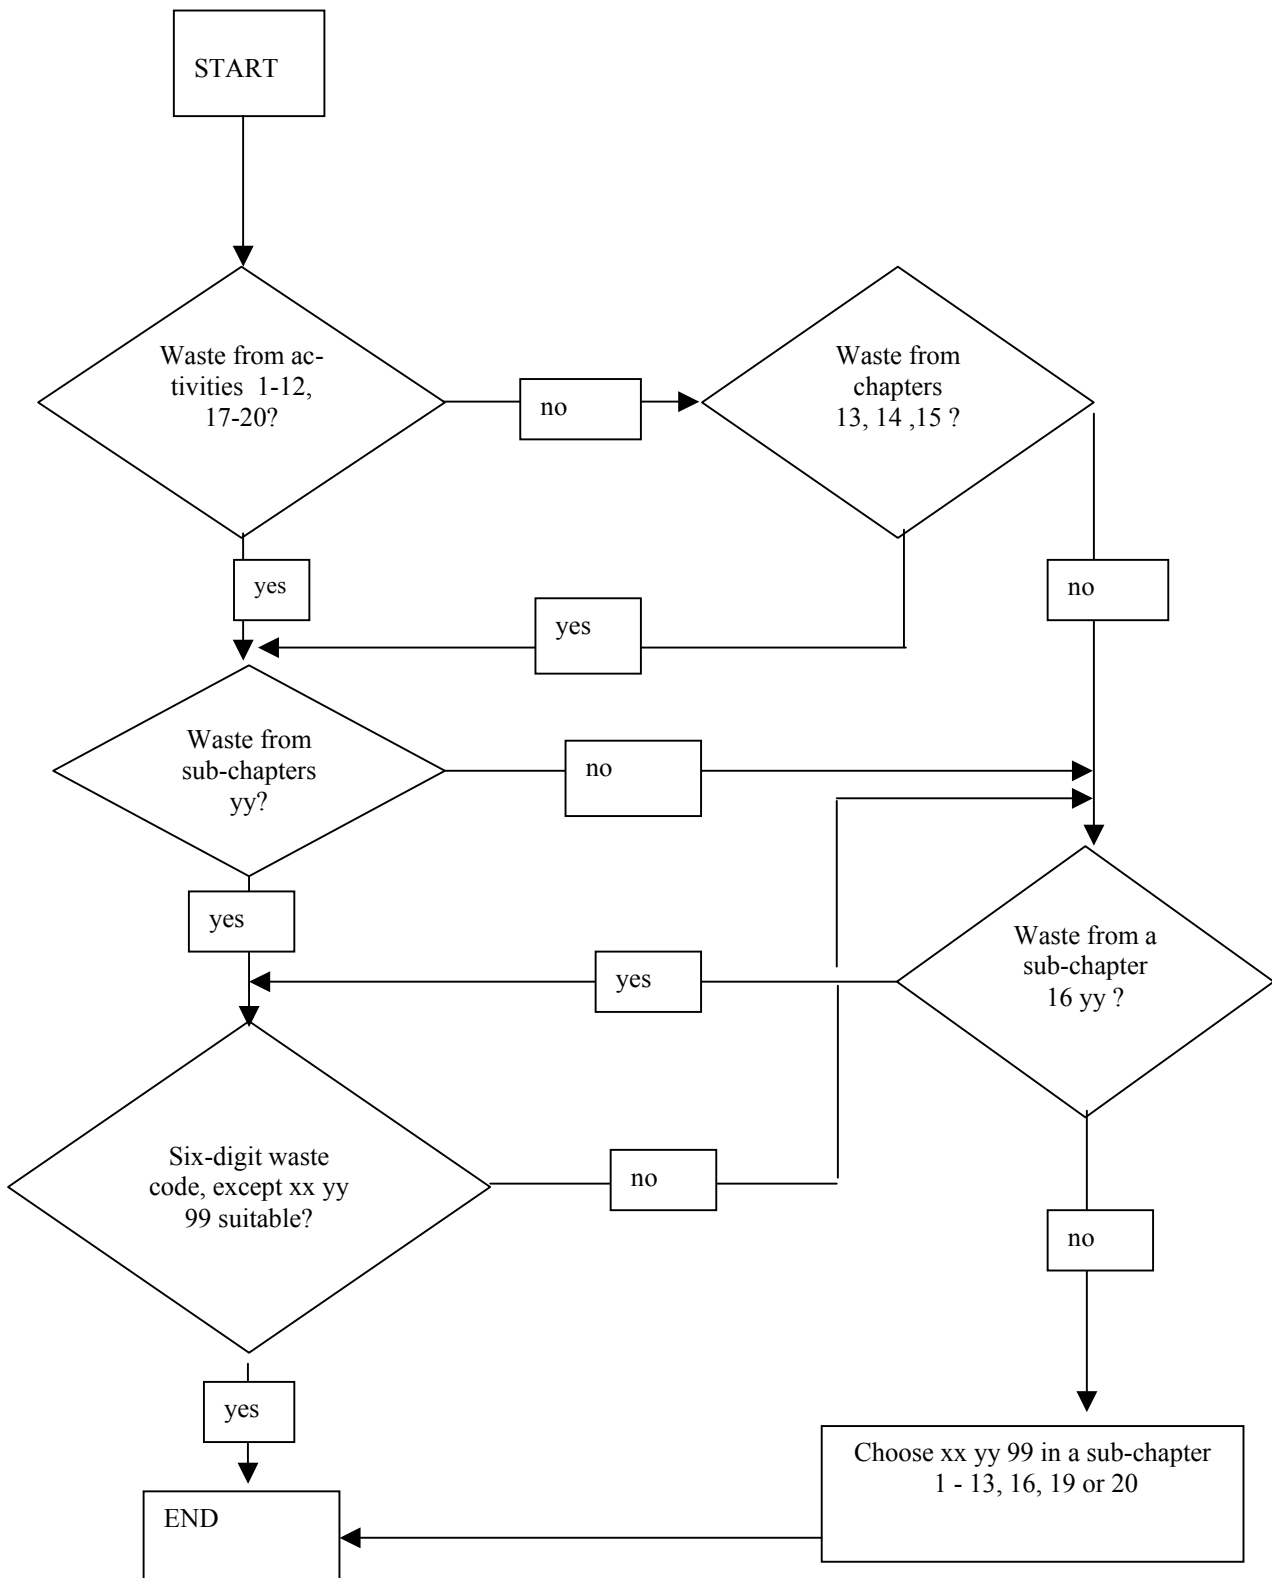 START
Waste from ac-
tivities 1-12,
17-20?
no
Waste from
chapters
13, 14 ,15 ?
yes
yes
no
Waste from
sub-chapters
yy?
no
yes
Waste from a
sub-chapter
16 yy ?
yes
Six-digit waste
code, except xx yy
99 suitable?
no
no
yes
Choose xx yy 99 in a sub-chapter
1 - 13, 16, 19 or 20
END